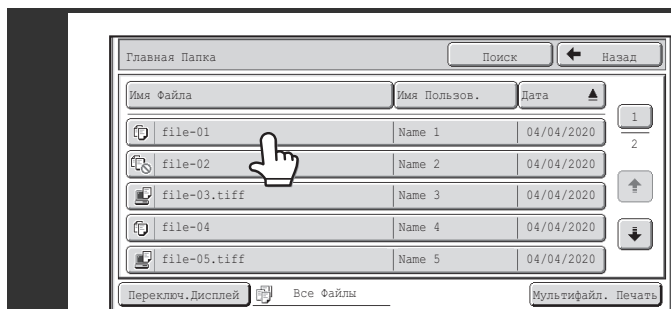 Главная Папка Поиск Назад
Имя Файла Имя Пользов. Дата
file-01 Name 1 04/04/2020
1
2
file-02 Name 2 04/04/2020
file-03.tiff Name 3 04/04/2020
file-04 Name 4 04/04/2020
file-05.tiff Name 5 04/04/2020
Переключ.Дисплей Все Файлы Мультифайл. Печать